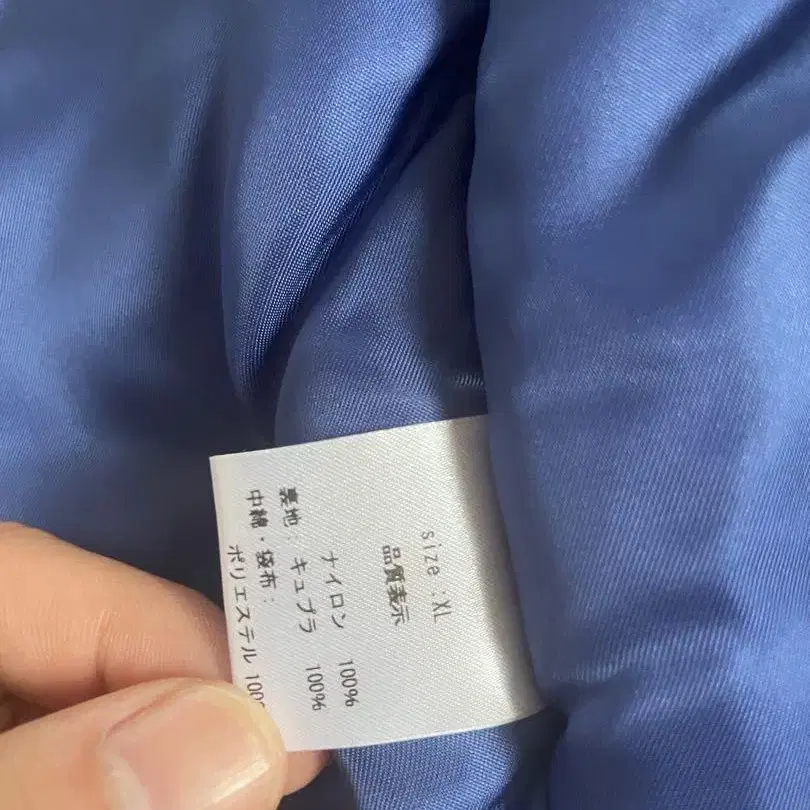 size :XL
品質表示
ナイロン 100%
裏地: キュプラ 100%
中綿・袋布:
ポリエステル 100